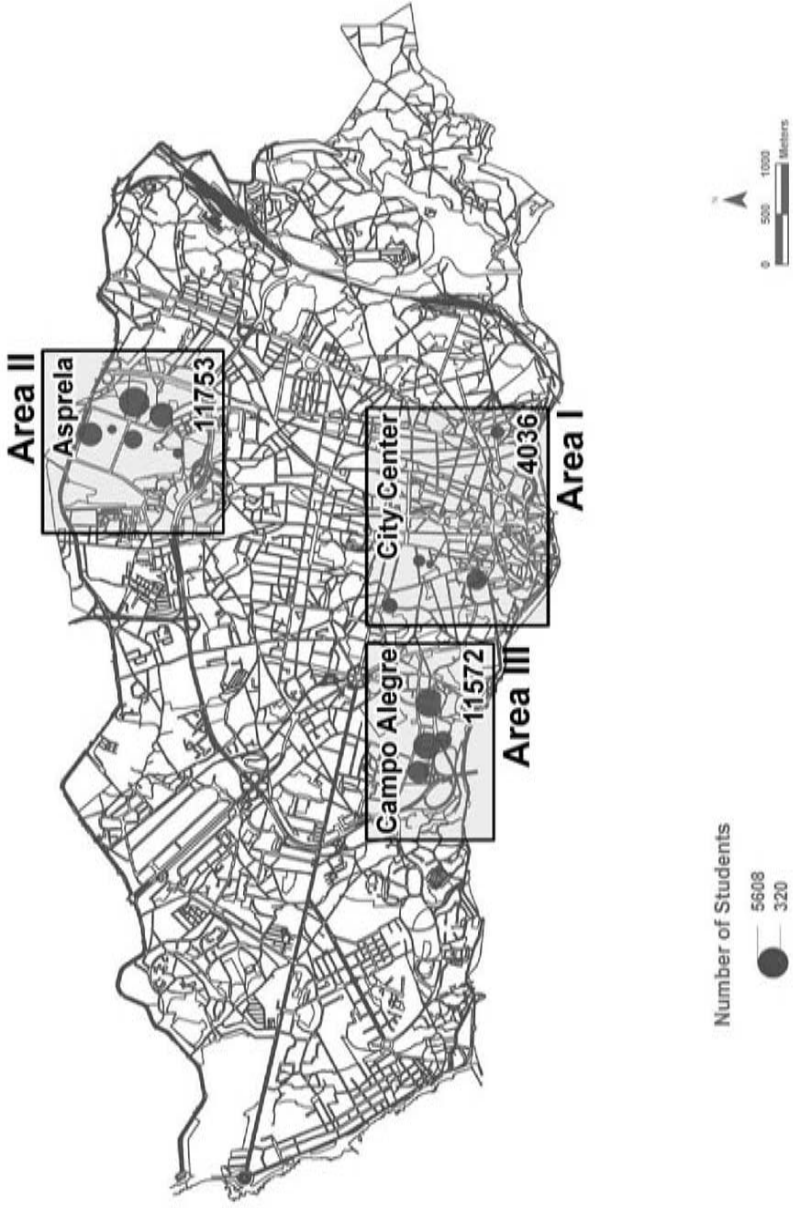 Area II
Asprela
11753
City Center
4036
Area I
Campo Alegre
11572
Area III
Number of Students
5608
320
0 500 1000
Meters